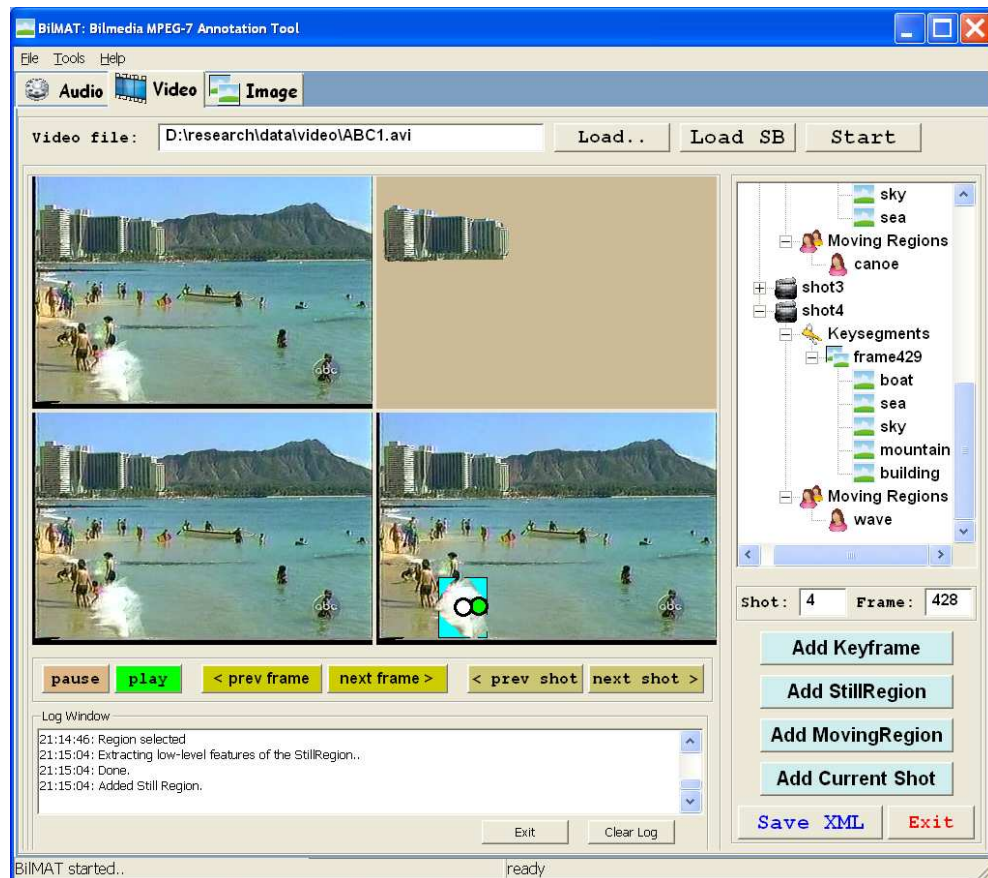 BilMAT: Bilmedia MPEG-7 Annotation Tool
File Tools Help
Audio Video Image
Video file: D:\research\data\video\ABC1.avi Load.. Load SB Start
sky
sea
Moving Regions
canoe
shot3
shot4
Keysegments
frame429
boat
sea
sky
mountain
building
Moving Regions
wave
abc
abc
abc
Shot: 4 Frame: 428
Add Keyframe
Add StillRegion
Add MovingRegion
Add Current Shot
Save XML Exit
pause play < prev frame next frame > < prev shot next shot >
Log Window
21:14:46: Region selected
21:15:04: Extracting low-level features of the StillRegion..
21:15:04: Done.
21:15:04: Added Still Region.
Exit Clear Log
BilMAT started.. ready